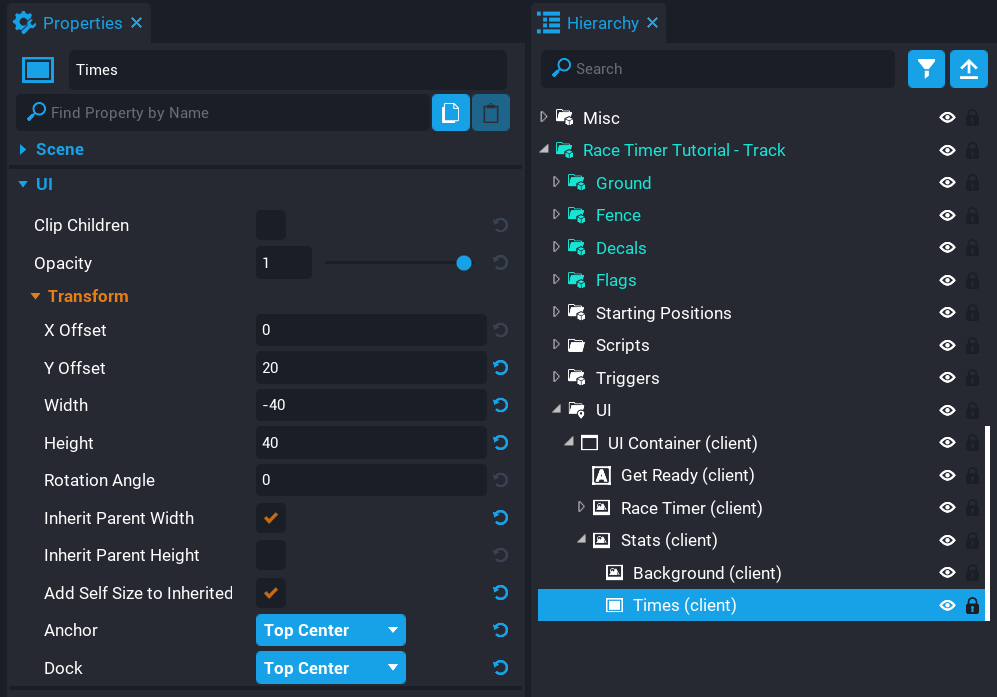 Properties
Times
Find Property by Name
Scene
UI
Clip Children
Opacity 1
Transform
X Offset 0
Y Offset 20
Width -40
Height 40
Rotation Angle 0
Inherit Parent Width
Inherit Parent Height
Add Self Size to Inherited
Anchor Top Center
Dock Top Center
Hierarchy
Search
Misc
Race Timer Tutorial - Track
Ground
Fence
Decals
Flags
Starting Positions
Scripts
Triggers
UI
UI Container (client)
Get Ready (client)
Race Timer (client)
Stats (client)
Background (client)
Times (client)